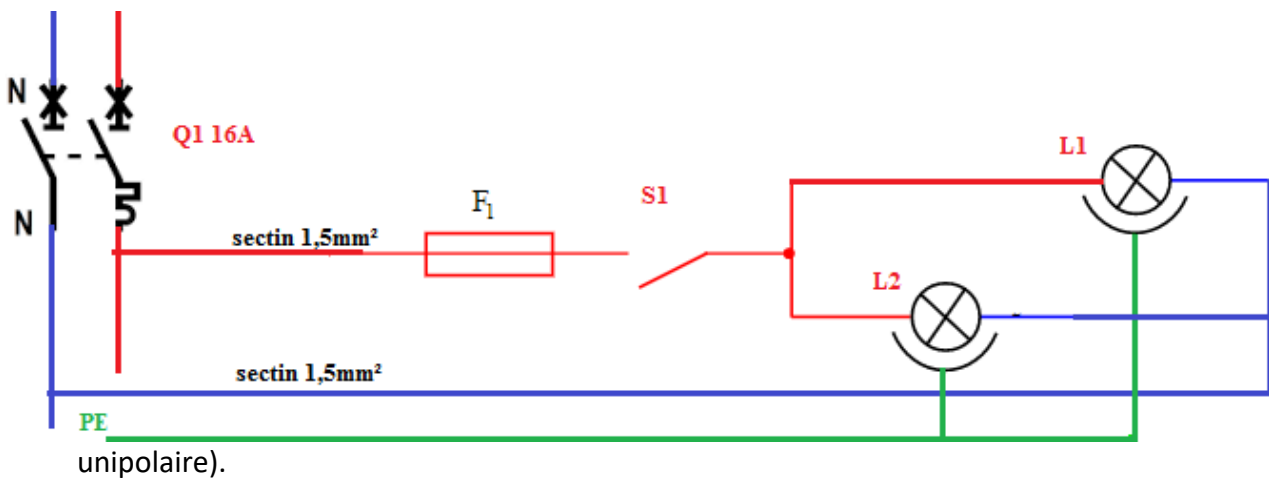 N
Q1 16A
N
sectin 1,5mm²
F1
S1
L1
L2
sectin 1,5mm²
PE
unipolaire).